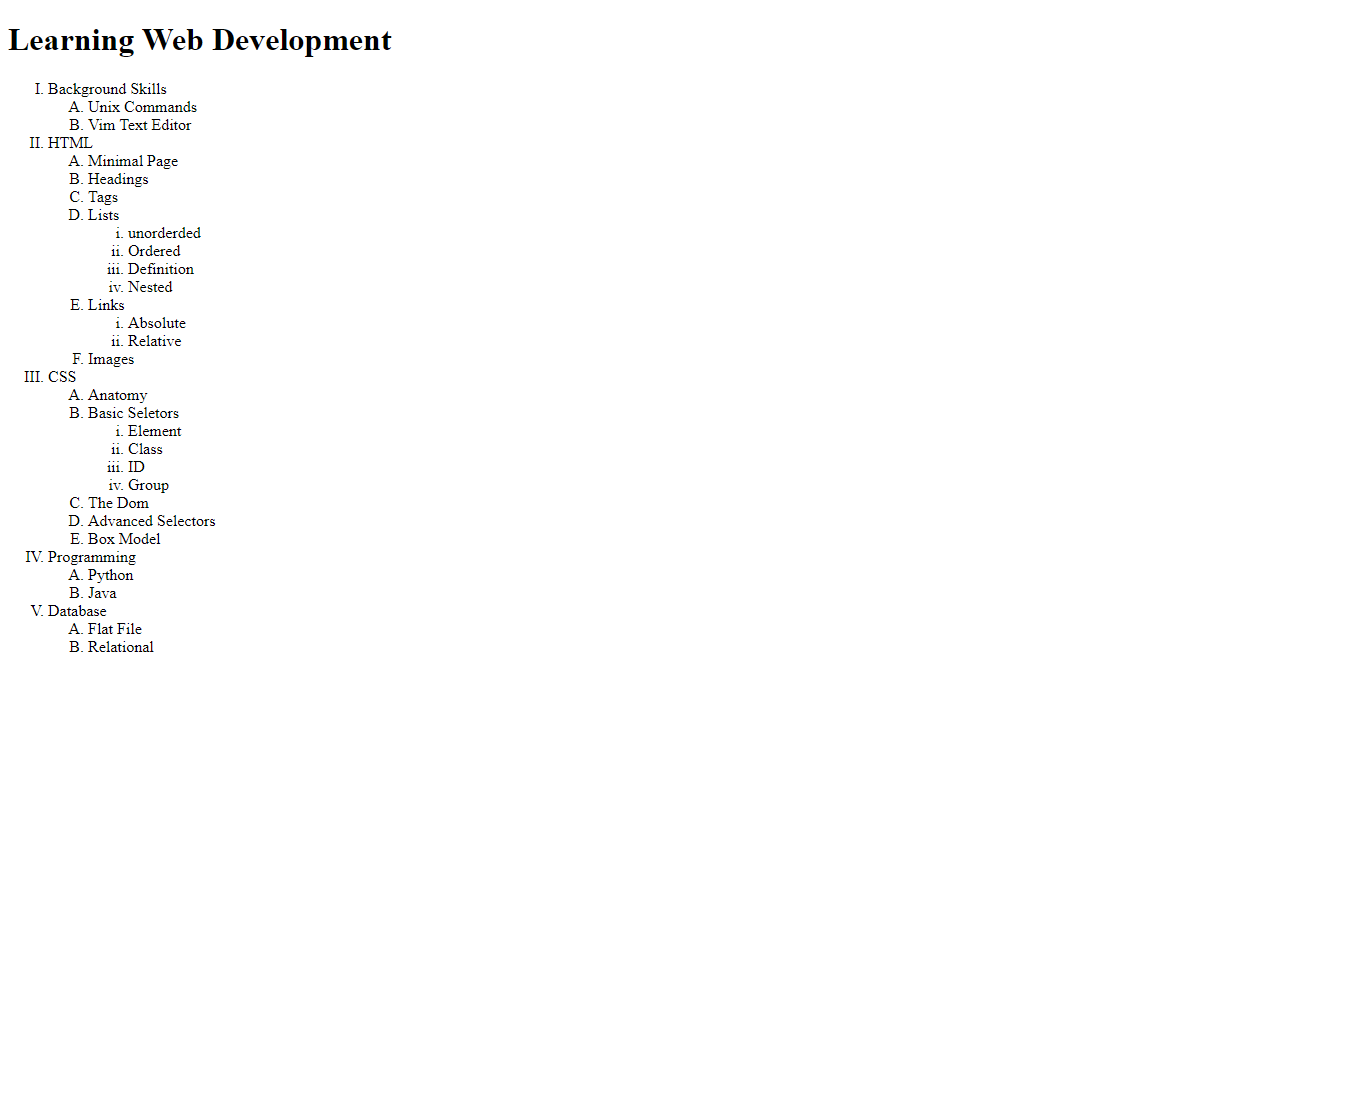 Learning Web Development
I. Background Skills
A. Unix Commands
B. Vim Text Editor
II. HTML
A. Minimal Page
B. Headings
C. Tags
D. Lists
i. unorderded
ii. Ordered
iii. Definition
iv. Nested
E. Links
i. Absolute
ii. Relative
F. Images
III. CSS
A. Anatomy
B. Basic Seletors
i. Element
ii. Class
iii. ID
iv. Group
C. The Dom
D. Advanced Selectors
E. Box Model
IV. Programming
A. Python
B. Java
V. Database
A. Flat File
B. Relational